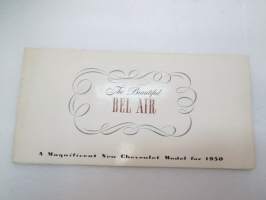 The Beautiful
BEL AIR
A Magnificent New Chevrolet Model for 1950